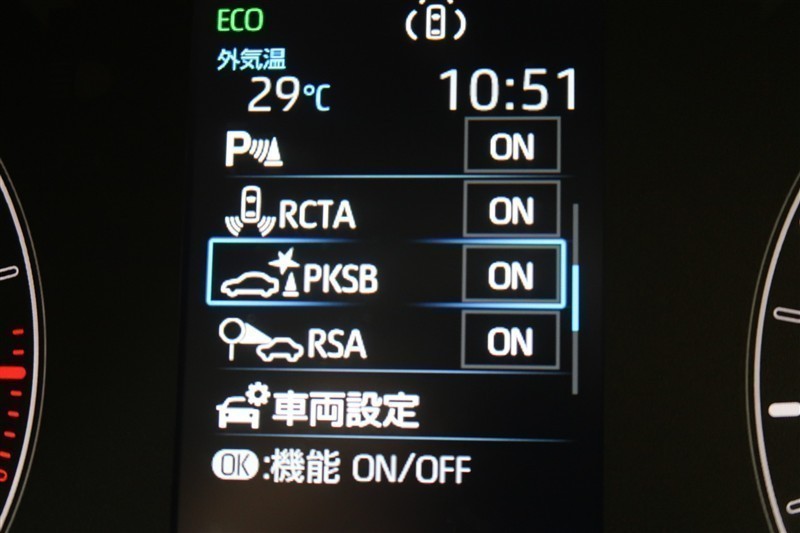 ECO
外気温
29℃ 10:51
P ON
RCTA ON
PKSB ON
RSA ON
車両設定
OK:機能 ON/OFF